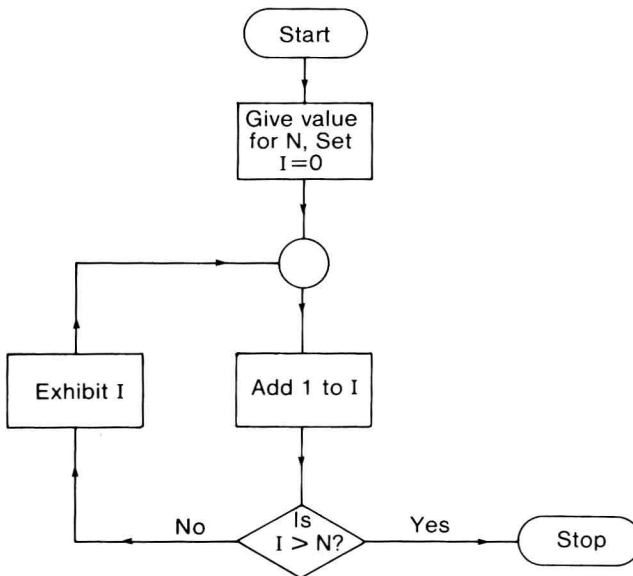 Start
Give value
for N, Set
I=0
Exhibit I
Add 1 to I
Is
I > N?
No
Yes
Stop